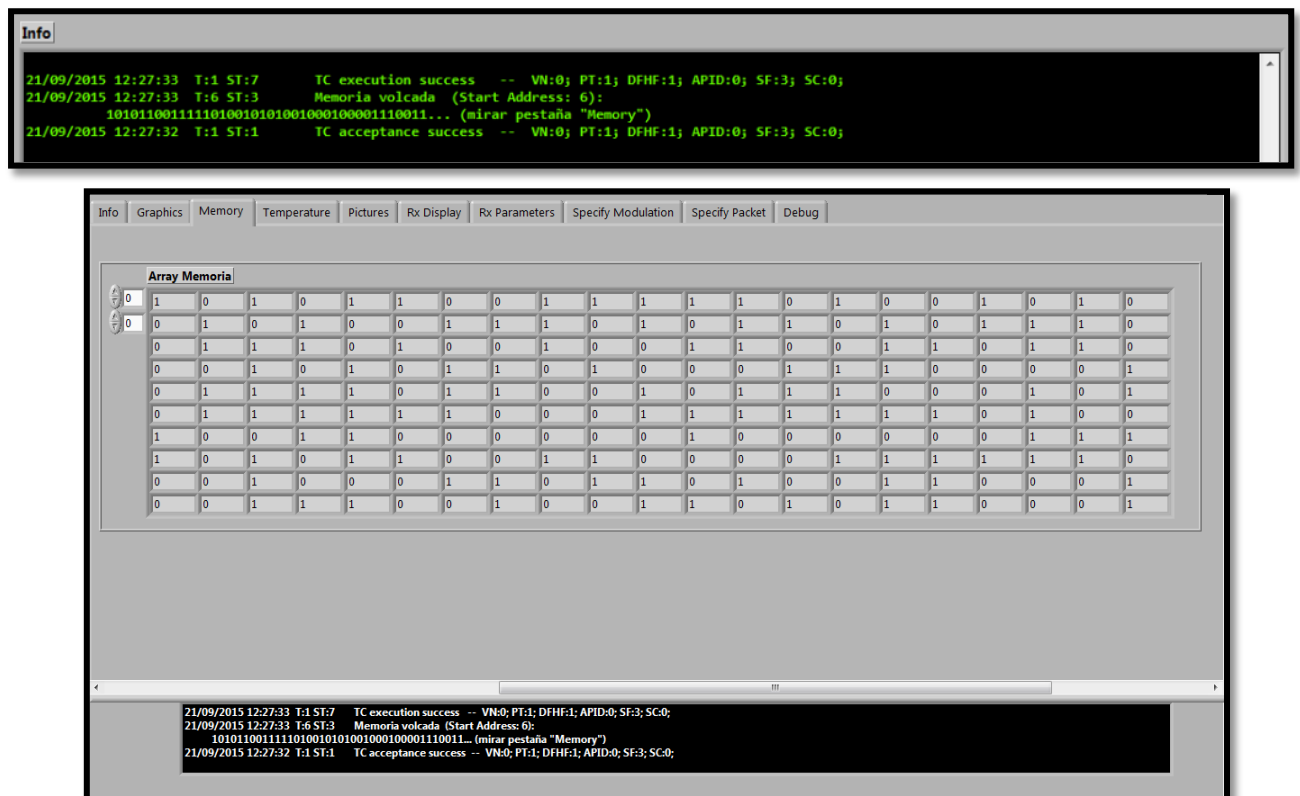 Info
21/09/2015 12:27:33 T:1 ST:7 TC execution success -- VN:0; PT:1; DFHF:1; APID:0; SF:3; SC:0;
21/09/2015 12:27:33 T:6 ST:3 Memoria volcada (Start Address: 6):
1010110011111010010101001000100001110011... (mirar pestaña "Memory")
21/09/2015 12:27:32 T:1 ST:1 TC acceptance success -- VN:0; PT:1; DFHF:1; APID:0; SF:3; SC:0;
Info Graphics Memory Temperature Pictures Rx Display Rx Parameters Specify Modulation Specify Packet Debug
Array Memoria
0 1 0 1 0 1 1 0 0 1 1 1 1 1 0 1 0 0 1 0 1 0
0 0 1 0 1 0 0 1 1 1 0 1 0 1 1 0 1 0 1 1 1 0
0 1 1 1 0 1 0 0 1 0 0 1 1 0 0 1 1 0 1 1 0
0 0 1 0 1 0 1 1 0 1 0 0 0 1 1 1 0 0 0 0 1
0 1 1 1 1 0 1 1 0 0 1 0 1 1 1 0 0 0 1 0 1
0 1 1 1 1 1 1 0 0 0 1 1 1 1 1 1 1 0 1 0 0
1 0 0 1 1 0 0 0 0 0 0 1 0 0 0 0 0 0 1 1 1
1 0 1 0 1 1 0 0 1 1 0 0 0 0 1 1 1 1 1 1 0
0 0 1 0 0 0 1 1 0 1 1 0 1 0 0 1 1 0 0 0 1
0 0 1 1 1 0 0 1 0 0 1 1 0 1 0 1 1 0 0 0 1
21/09/2015 12:27:33 T:1 ST:7 TC execution success -- VN:0; PT:1; DFHF:1; APID:0; SF:3; SC:0;
21/09/2015 12:27:33 T:6 ST:3 Memoria volcada (Start Address: 6):
1010110011111010010101001000100001110011... (mirar pestaña "Memory")
21/09/2015 12:27:32 T:1 ST:1 TC acceptance success -- VN:0; PT:1; DFHF:1; APID:0; SF:3; SC:0;